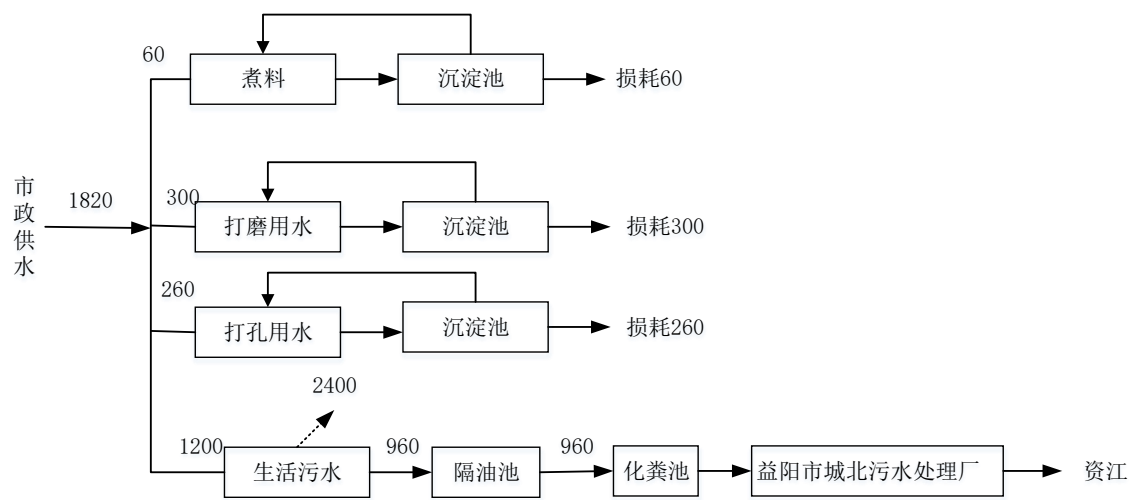 60
煮料
沉淀池
损耗60
市政供水
1820
300
打磨用水
沉淀池
损耗300
260
打孔用水
沉淀池
损耗260
2400
1200
生活污水
960
隔油池
960
化粪池
益阳市城北污水处理厂
资江